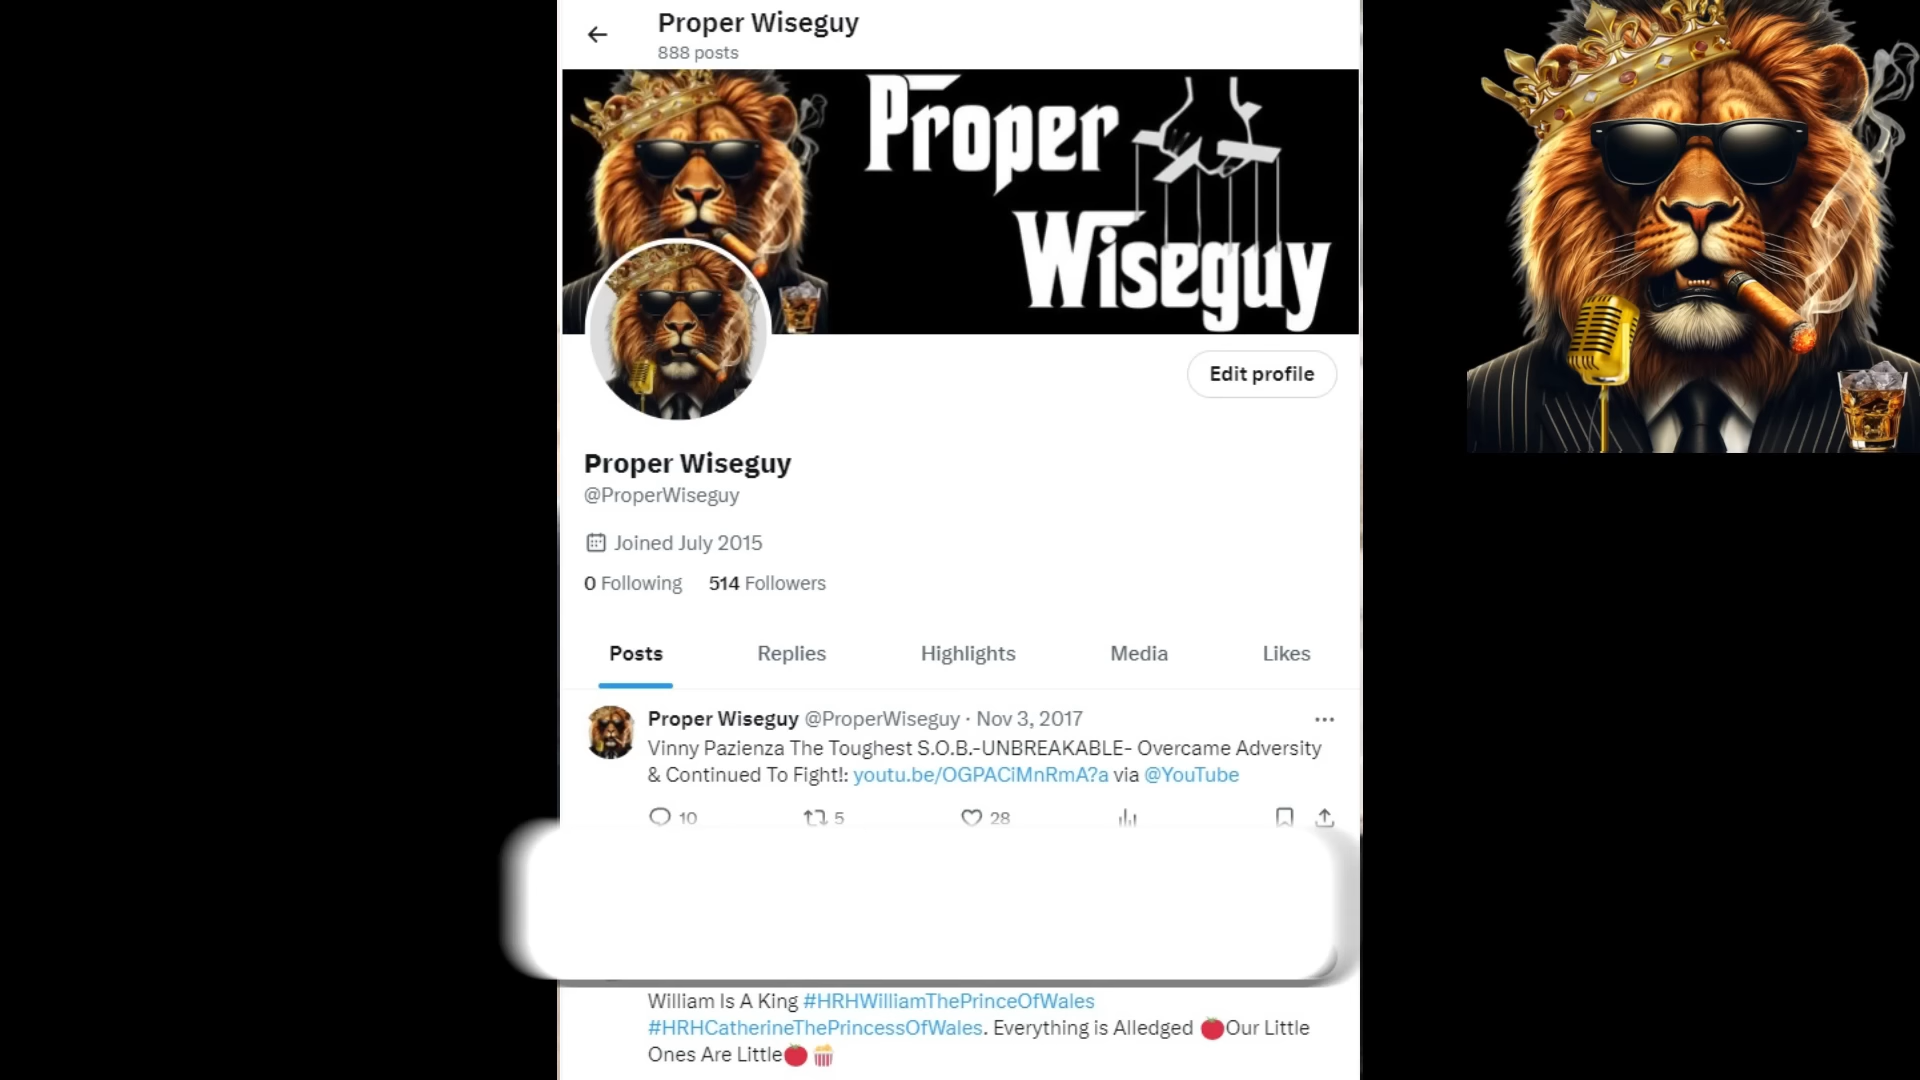 Proper Wiseguy
888 posts
Proper
Wiseguy
Edit profile
Proper Wiseguy
@ProperWiseguy
Joined July 2015
0 Following 514 Followers
Posts Replies Highlights Media Likes
Proper Wiseguy @ProperWiseguy · Nov 3, 2017 ...
Vinny Pazienza The Toughest S.O.B.-UNBREAKABLE- Overcame Adversity
& Continued To Fight!: youtu.be/OGPACiMnRmA?a via @YouTube
10 5 28
William Is A King #HRHWilliamThePrinceOfWales
#HRHCatherineThePrincessOfWales. Everything is Alledged 🍅Our Little
Ones Are Little🍅🍿